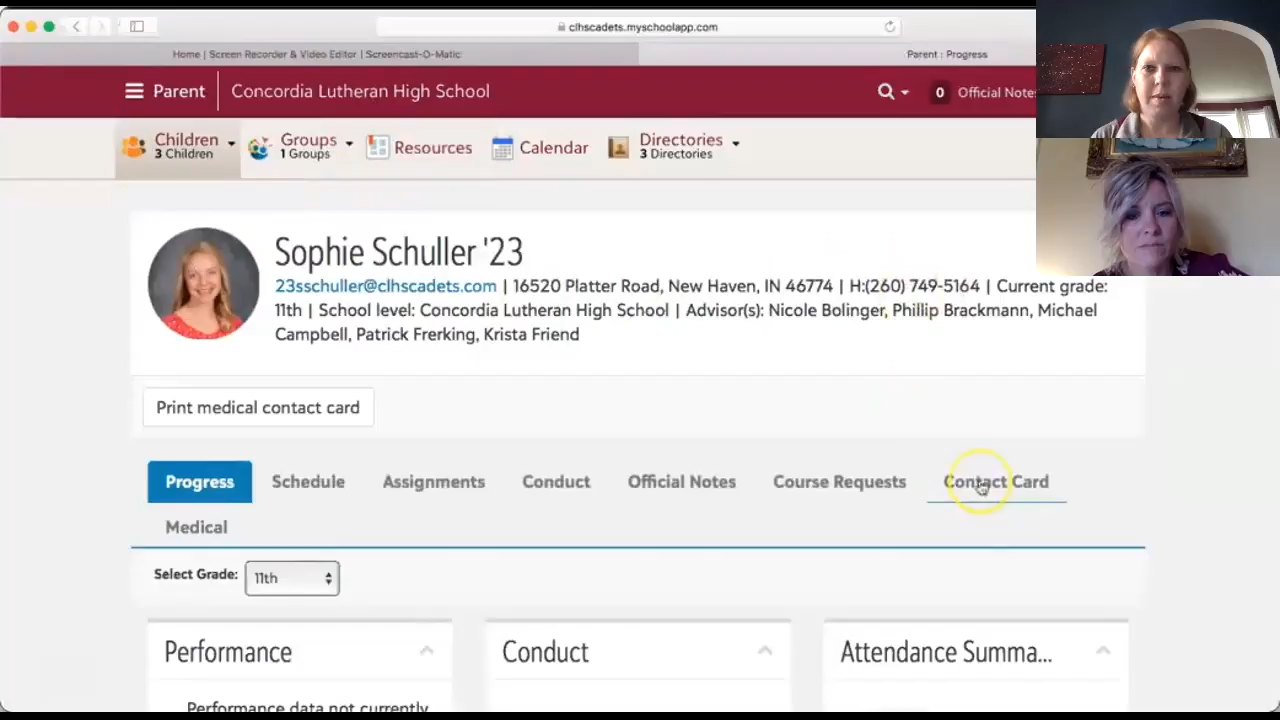 clhscadets.myschoolapp.com
Home | Screen Recorder & Video Editor | Screencast-O-Matic
Parent : Progress
Parent
Concordia Lutheran High School
0 Official Note
Children
3 Children
Groups
1 Groups
Resources
Calendar
Directories
3 Directories
Sophie Schuller '23
23sschuller@clhscadets.com | 16520 Platter Road, New Haven, IN 46774 | H:(260) 749-5164 | Current grade:
11th | School level: Concordia Lutheran High School | Advisor(s): Nicole Bolinger, Phillip Brackmann, Michael
Campbell, Patrick Frerking, Krista Friend
Print medical contact card
Progress Schedule Assignments Conduct Official Notes Course Requests Contact Card
Medical
Select Grade: 11th
Performance
Conduct
Attendance Summa...
Performance data not currently